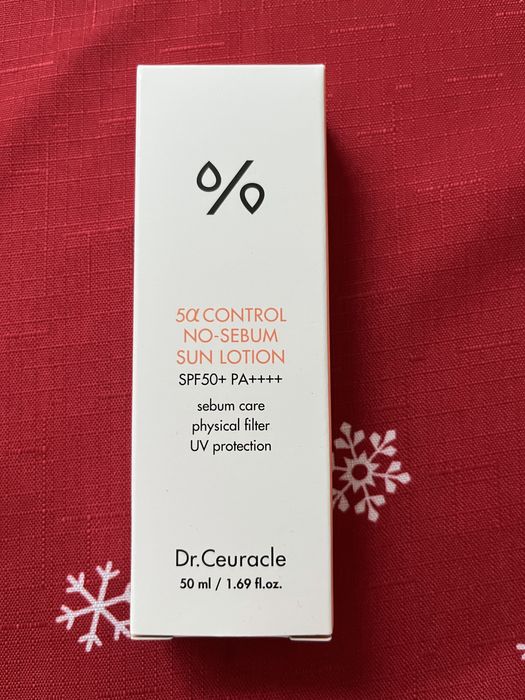 %
5α CONTROL
NO-SEBUM
SUN LOTION
SPF50+ PA++++
sebum care
physical filter
UV protection
Dr.Ceuracle
50 ml / 1.69 fl.oz.